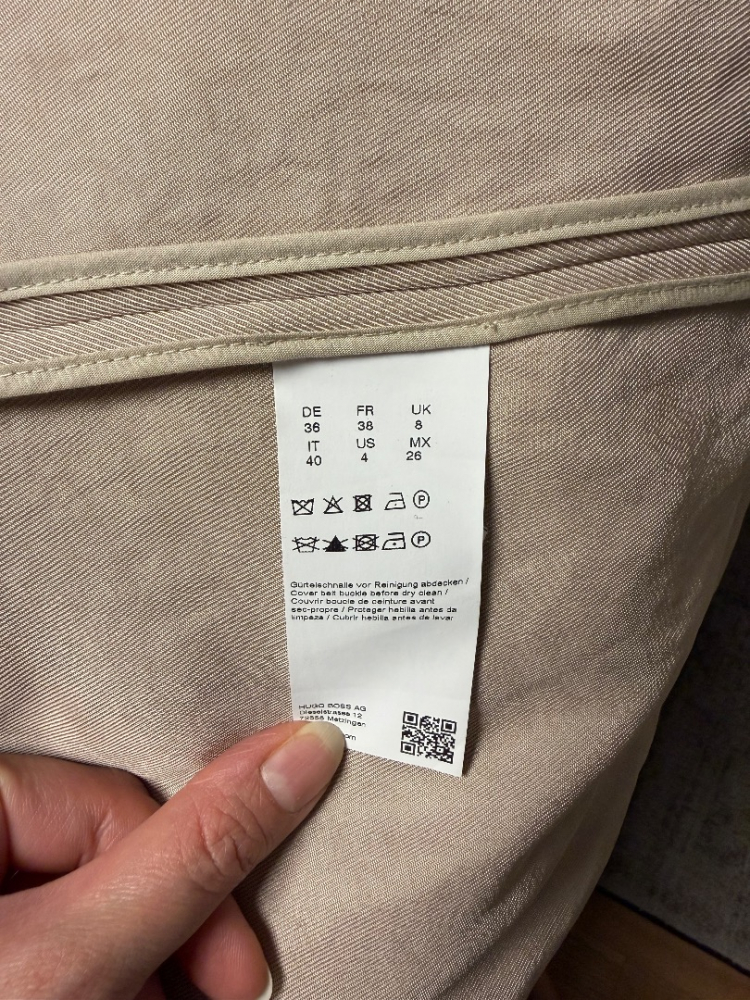 DE FR UK
36 38 8
IT US MX
40 4 26
P
P
Gürtelschnalle vor Reinigung abdecken /
Cover belt buckle before dry clean /
Couvrir boucle de ceinture avant
sec-propre / Proteger hebilla antes da
limpeza / Cubrir hebilla antes de lavar
HUGO BOSS AG
Dieselstrasse 12
72555 Metzingen
om